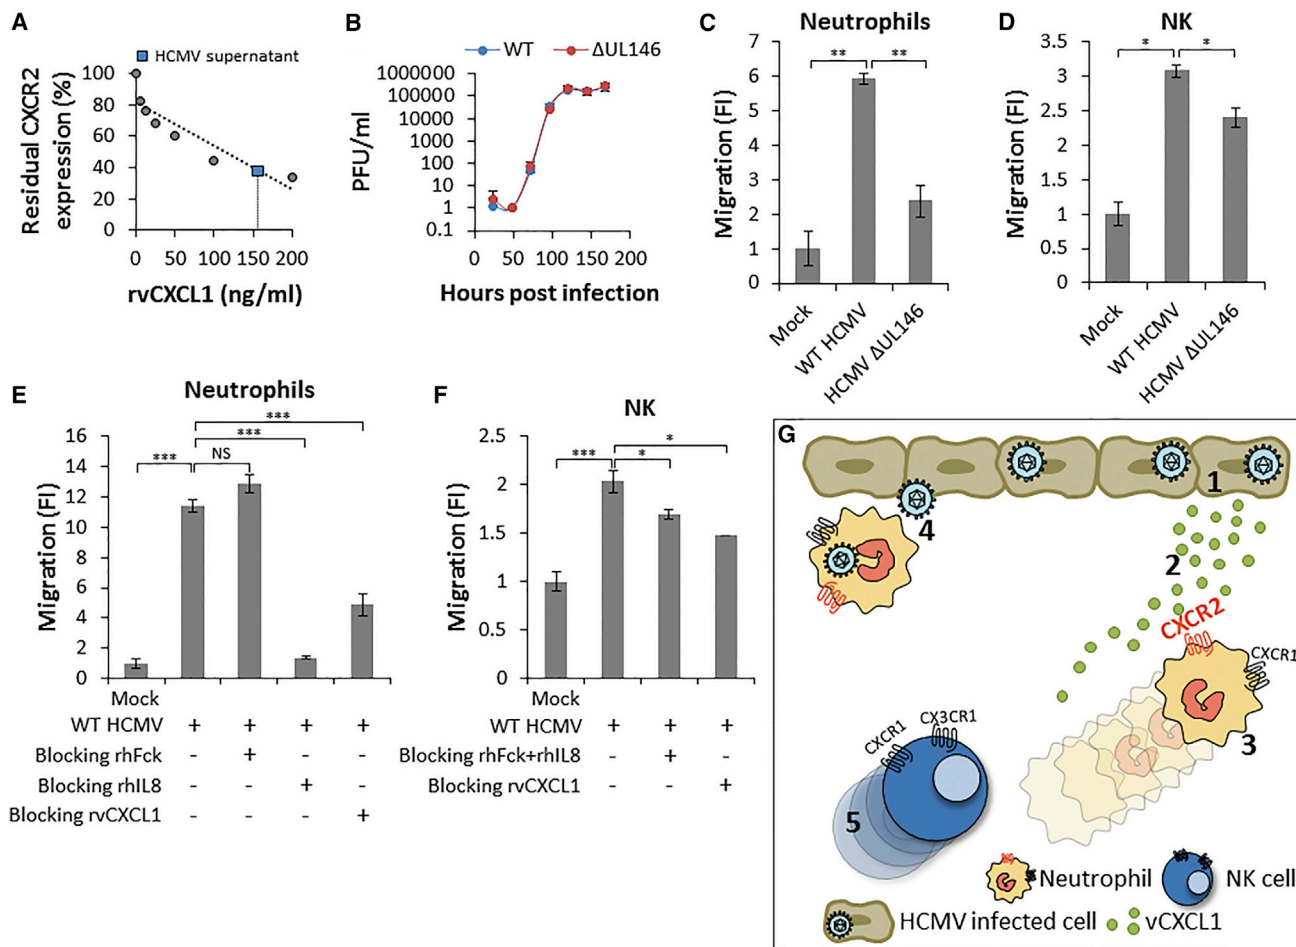 A
HCMV supernatant
Residual CXCR2
expression (%)
100
80
60
40
20
0
0 50 100 150 200
rvCXCL1 (ng/ml)
B
WT ΔUL146
PFU/ml
1000000
100000
10000
1000
100
10
1
0.1
0 50 100 150 200
Hours post infection
C
Neutrophils
Migration (FI)
7
6
5
4
3
2
1
0
** **
Mock
WT HCMV
HCMV ΔUL146
D
NK
Migration (FI)
3.5
3
2.5
2
1.5
1
0.5
0
* *
Mock
WT HCMV
HCMV ΔUL146
E
Neutrophils
Migration (FI)
16
14
12
10
8
6
4
2
0
***
***
*** NS
Mock
WT HCMV + + + +
Blocking rhFck - + - -
Blocking rhIL8 - - + -
Blocking rvCXCL1 - - - +
F
NK
Migration (FI)
2.5
2
1.5
1
0.5
0
*
*** *
Mock
WT HCMV + + +
Blocking rhFck+rhIL8 - + -
Blocking rvCXCL1 - - +
G
1
4
2
CXCR2
CXCR1
3
CXCR1
CX3CR1
5
Neutrophil
NK cell
HCMV infected cell
vCXCL1